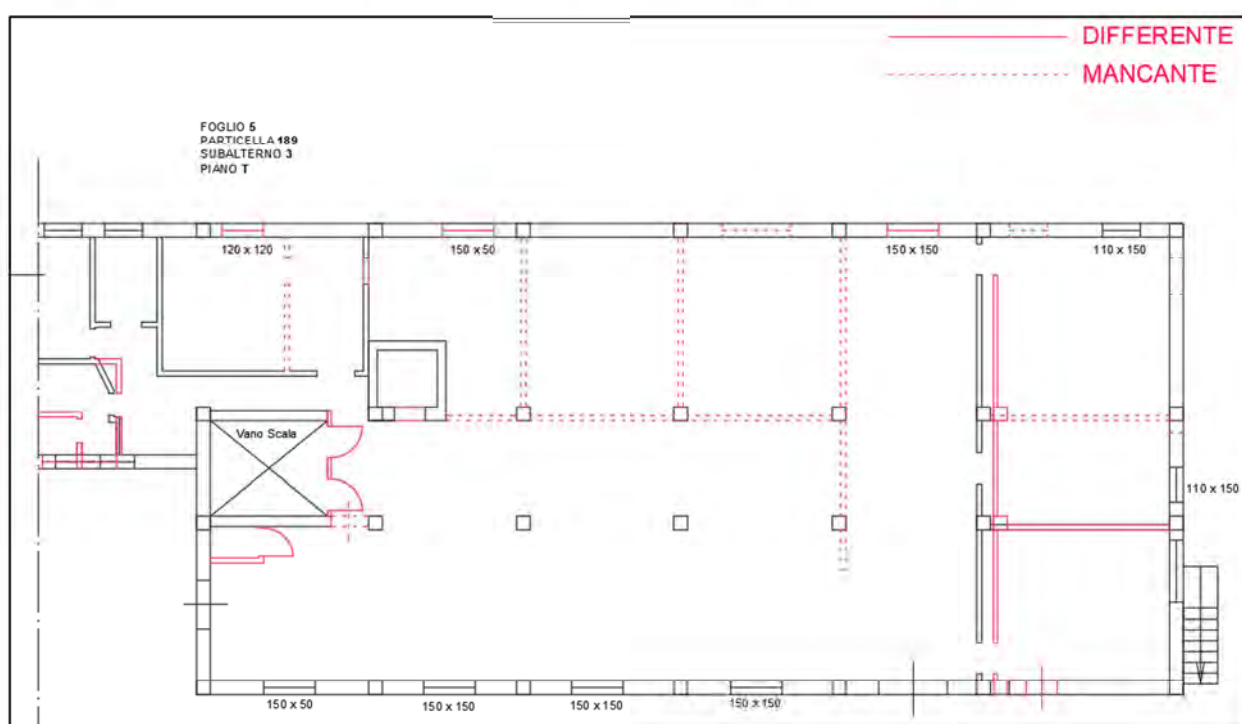 DIFFERENTE
MANCANTE
FOGLIO 5
PARTICELLA 189
SUBALTERNO 3
PIANO T
120 x 120
150 x 50
150 x 150
110 x 150
Vano Scala
110 x 150
150 x 50
150 x 150
150 x 150
150 x 150